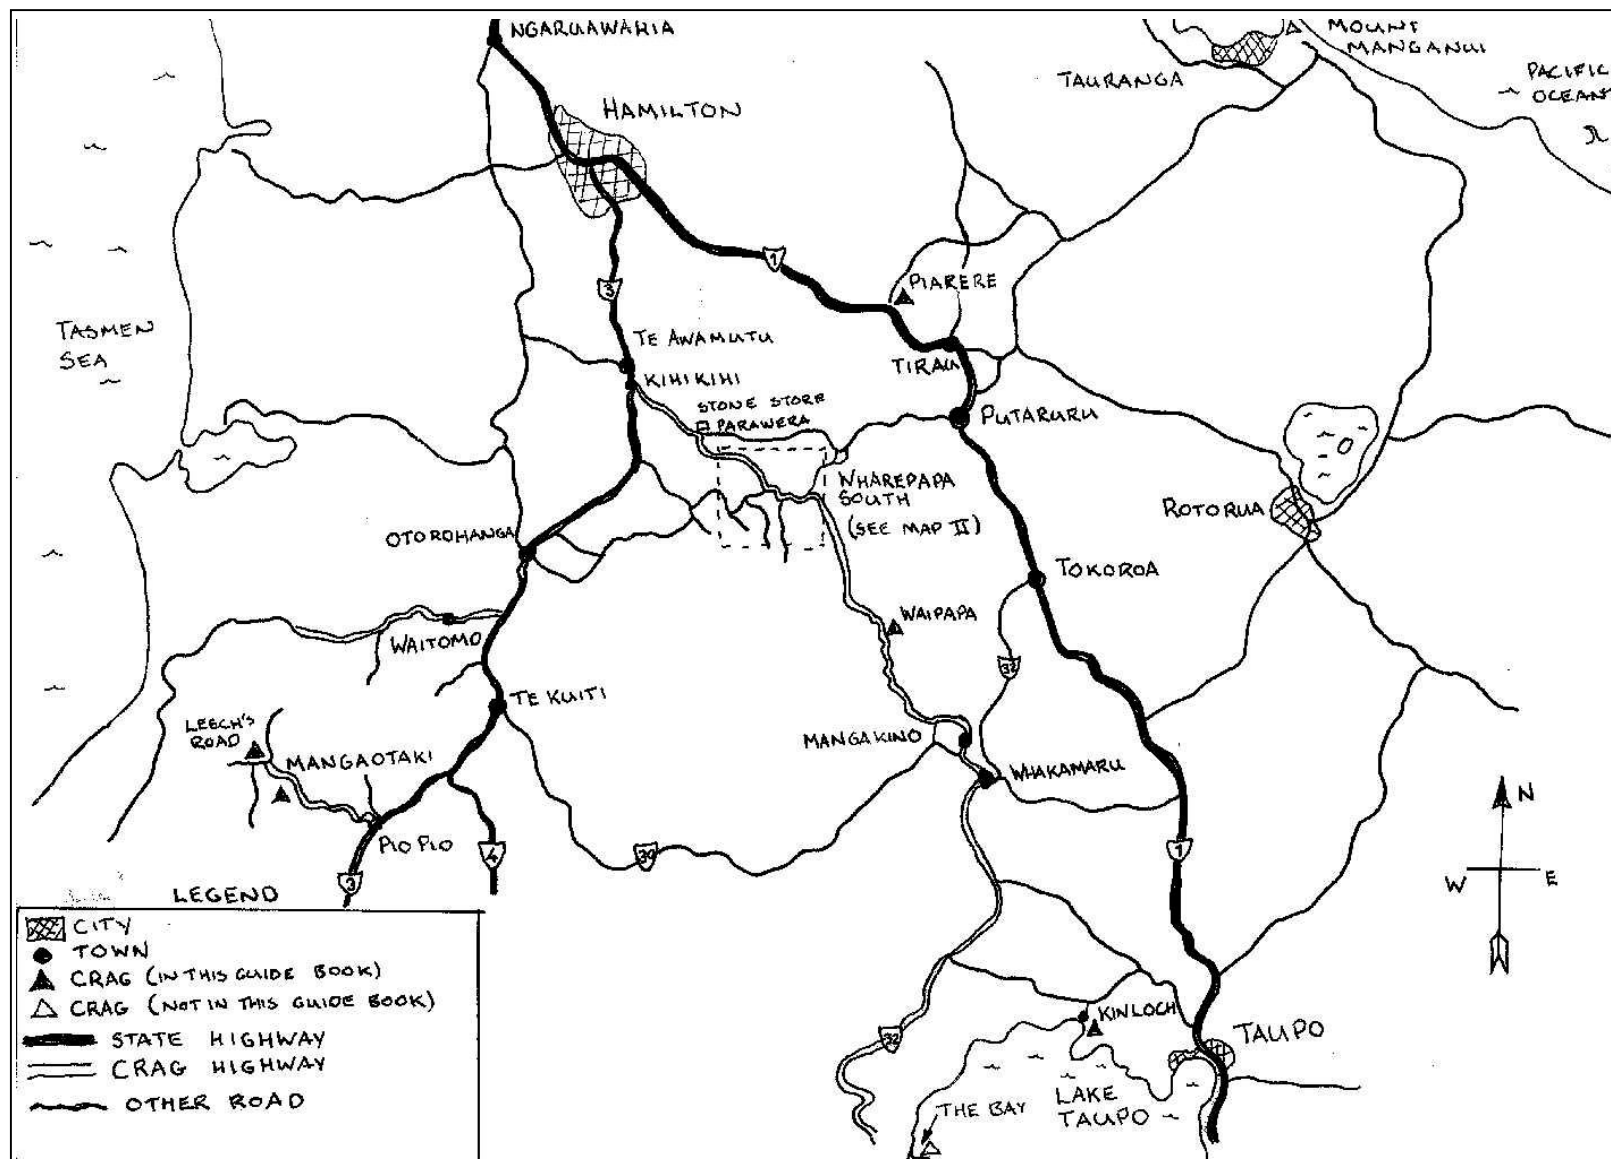 NGARUAWAHIA
MOUNT
MANGANUI
TAURANGA
PACIFIC
OCEAN
HAMILTON
1
PIARERE
3
TASMEN
SEA
TE AWAMUTU
KIHIKIHI
TIRAU
STONE STORE
PARAWERA
PUTARURU
WHAREPAPA
SOUTH
(SEE MAP II)
ROTORUA
OTOROHANGA
TOKOROA
WAIPAPA
WAITOMO
32
TE KUITI
LEECH'S
ROAD
MANGAOTAKI
MANGAKINO
WHAKAMARU
N
W E
PIO PIO
4
30
1
3
LEGEND
CITY
TOWN
CRAG (IN THIS GUIDE BOOK)
CRAG (NOT IN THIS GUIDE BOOK)
STATE HIGHWAY
CRAG HIGHWAY
OTHER ROAD
KINLOCH
TAUPO
32
THE BAY
LAKE
TAUPO